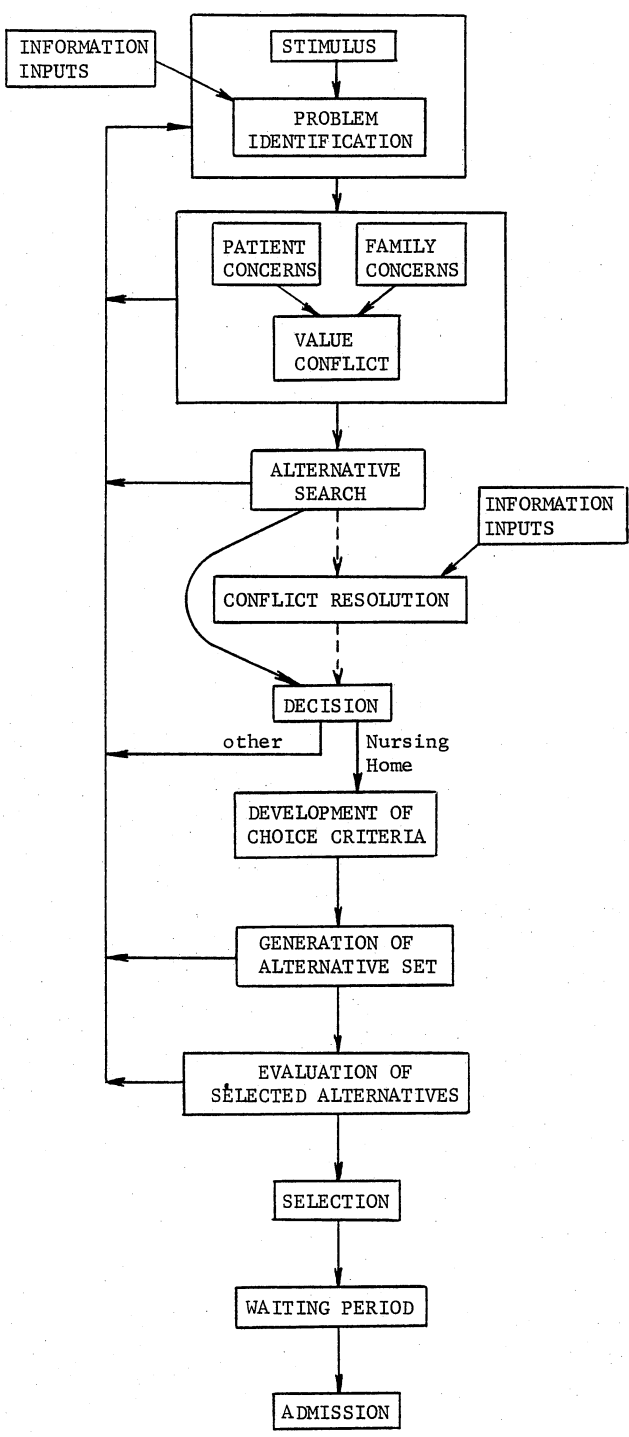 INFORMATION
INPUTS
STIMULUS
PROBLEM
IDENTIFICATION
PATIENT
CONCERNS
FAMILY
CONCERNS
VALUE
CONFLICT
ALTERNATIVE
SEARCH
INFORMATION
INPUTS
CONFLICT RESOLUTION
DECISION
other
Nursing
Home
DEVELOPMENT OF
CHOICE CRITERIA
GENERATION OF
ALTERNATIVE SET
EVALUATION OF
SELECTED ALTERNATIVES
SELECTION
WAITING PERIOD
ADMISSION